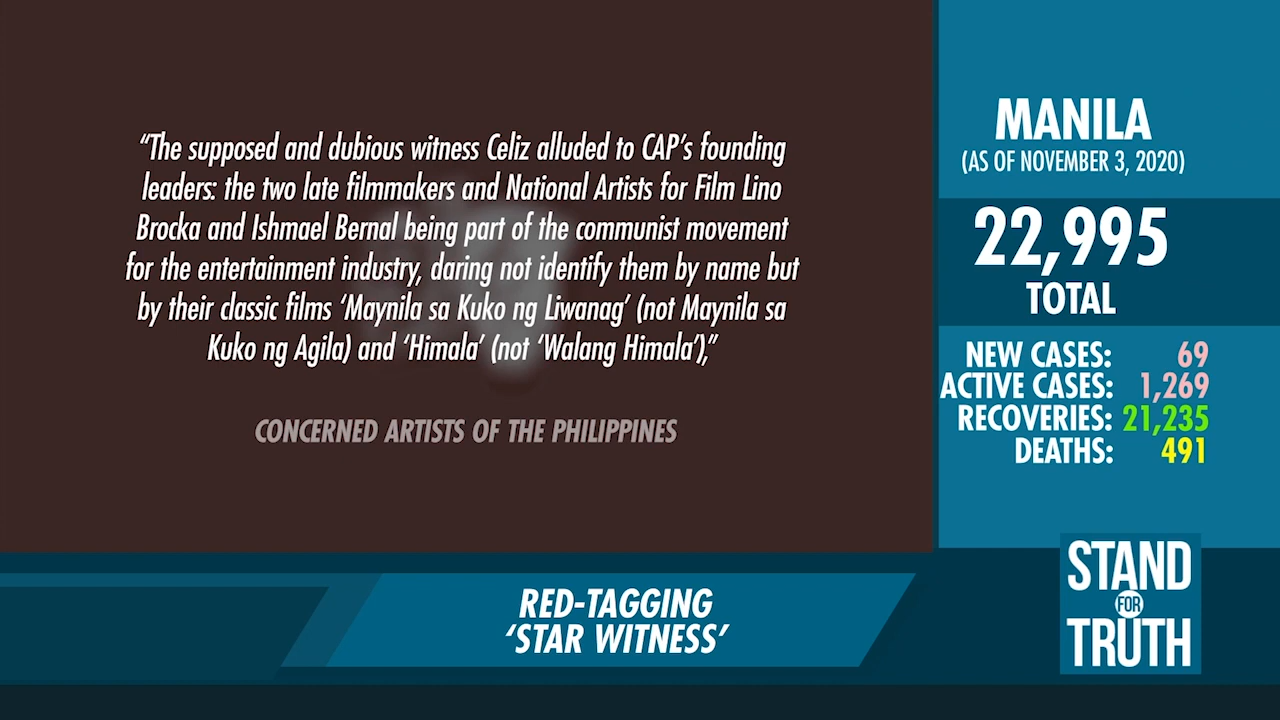 “The supposed and dubious witness Celiz alluded to CAP’s founding
leaders: the two late filmmakers and National Artists for Film Lino
Brocka and Ishmael Bernal being part of the communist movement
for the entertainment industry, daring not identify them by name but
by their classic films ‘Maynila sa Kuko ng Liwanag’ (not Maynila sa
Kuko ng Agila) and ‘Himala’ (not ‘Walang Himala’),”
CONCERNED ARTISTS OF THE PHILIPPINES
MANILA
(AS OF NOVEMBER 3, 2020)
22,995
TOTAL
NEW CASES: 69
ACTIVE CASES: 1,269
RECOVERIES: 21,235
DEATHS: 491
RED-TAGGING
‘STAR WITNESS’
STAND
FOR
TRUTH